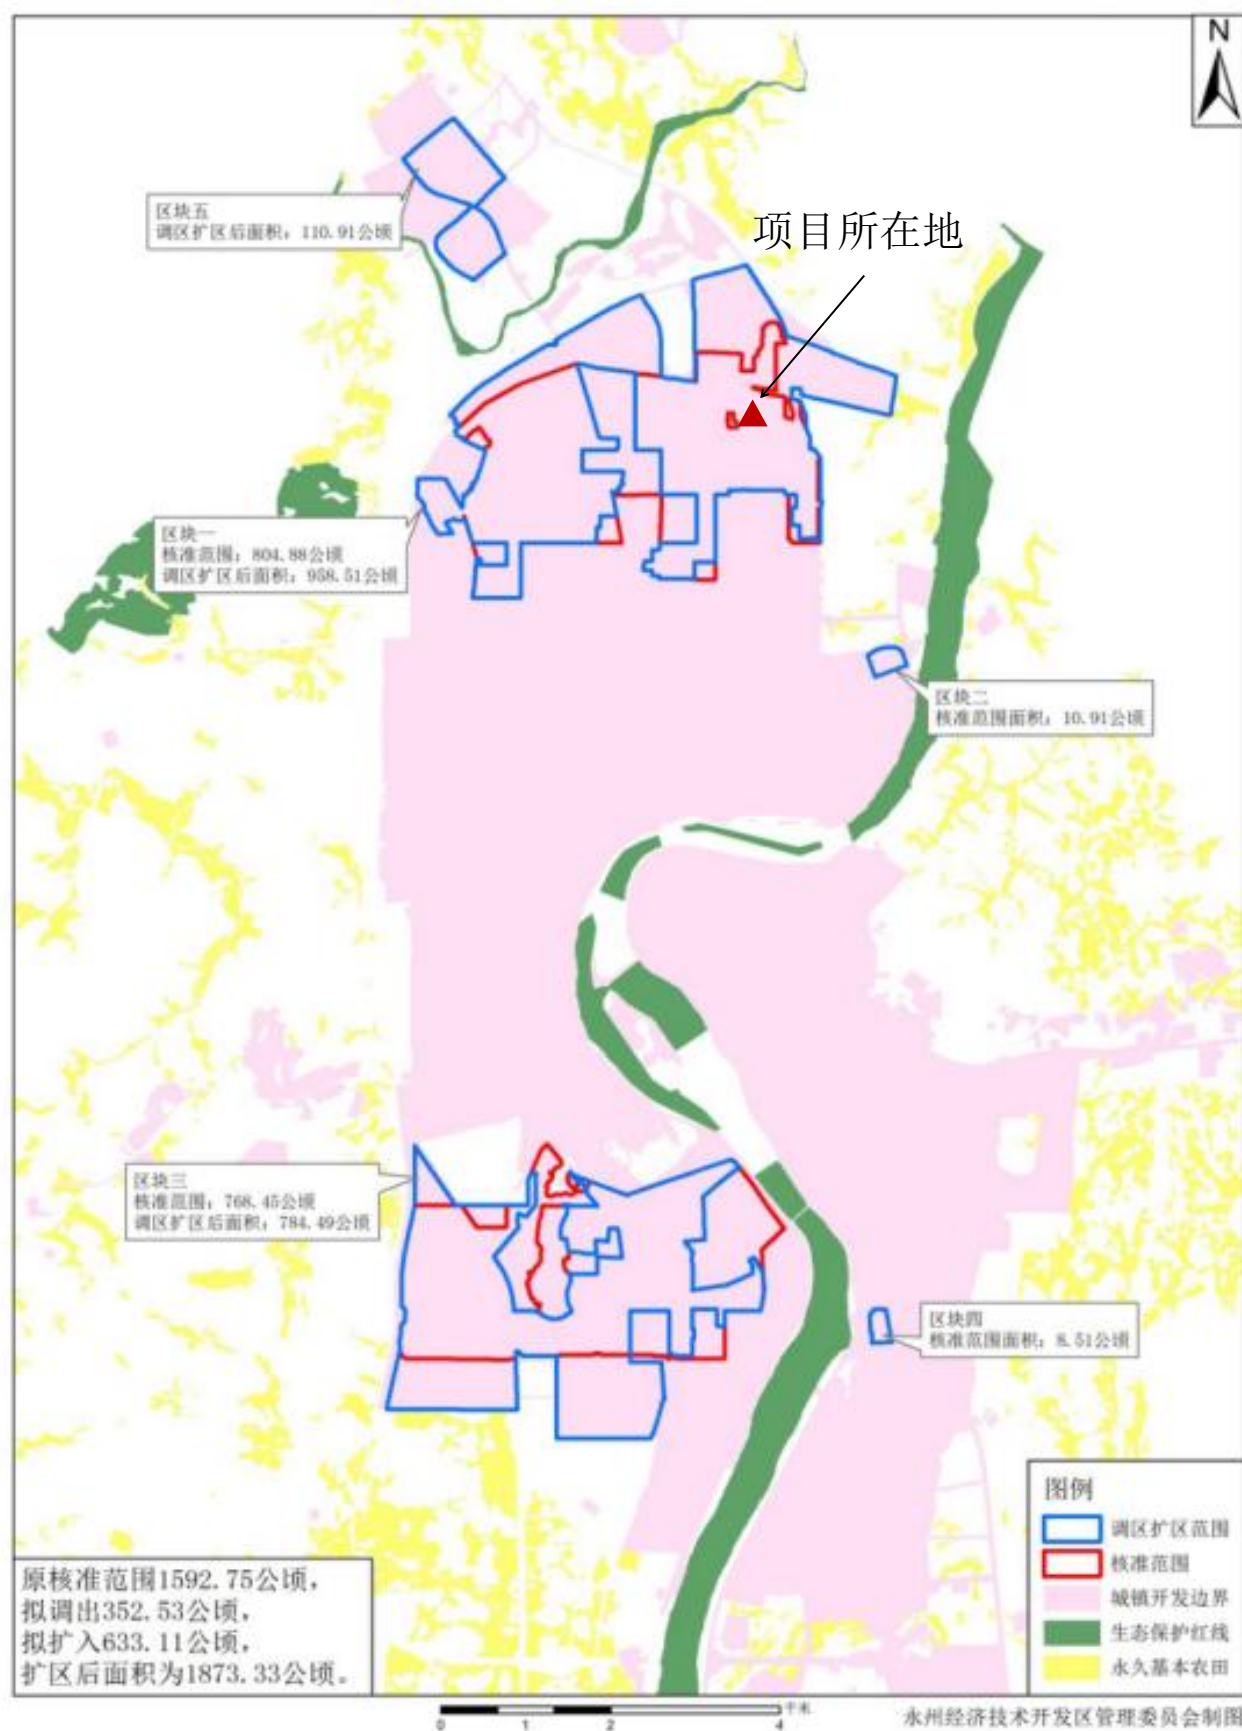 N
区块五
调区扩区后面积：110.91公顷
项目所在地
区块一
核准范围：804.88公顷
调区扩区后面积：958.51公顷
区块二
核准范围面积：10.91公顷
区块三
核准范围：768.45公顷
调区扩区后面积：784.49公顷
区块四
核准范围面积：8.51公顷
图例
调区扩区范围
核准范围
城镇开发边界
生态保护红线
永久基本农田
原核准范围1592.75公顷，
拟调出352.53公顷，
拟扩入633.11公顷，
扩区后面积为1873.33公顷。
0 1 2 4 千米
永州经济技术开发区管理委员会制图